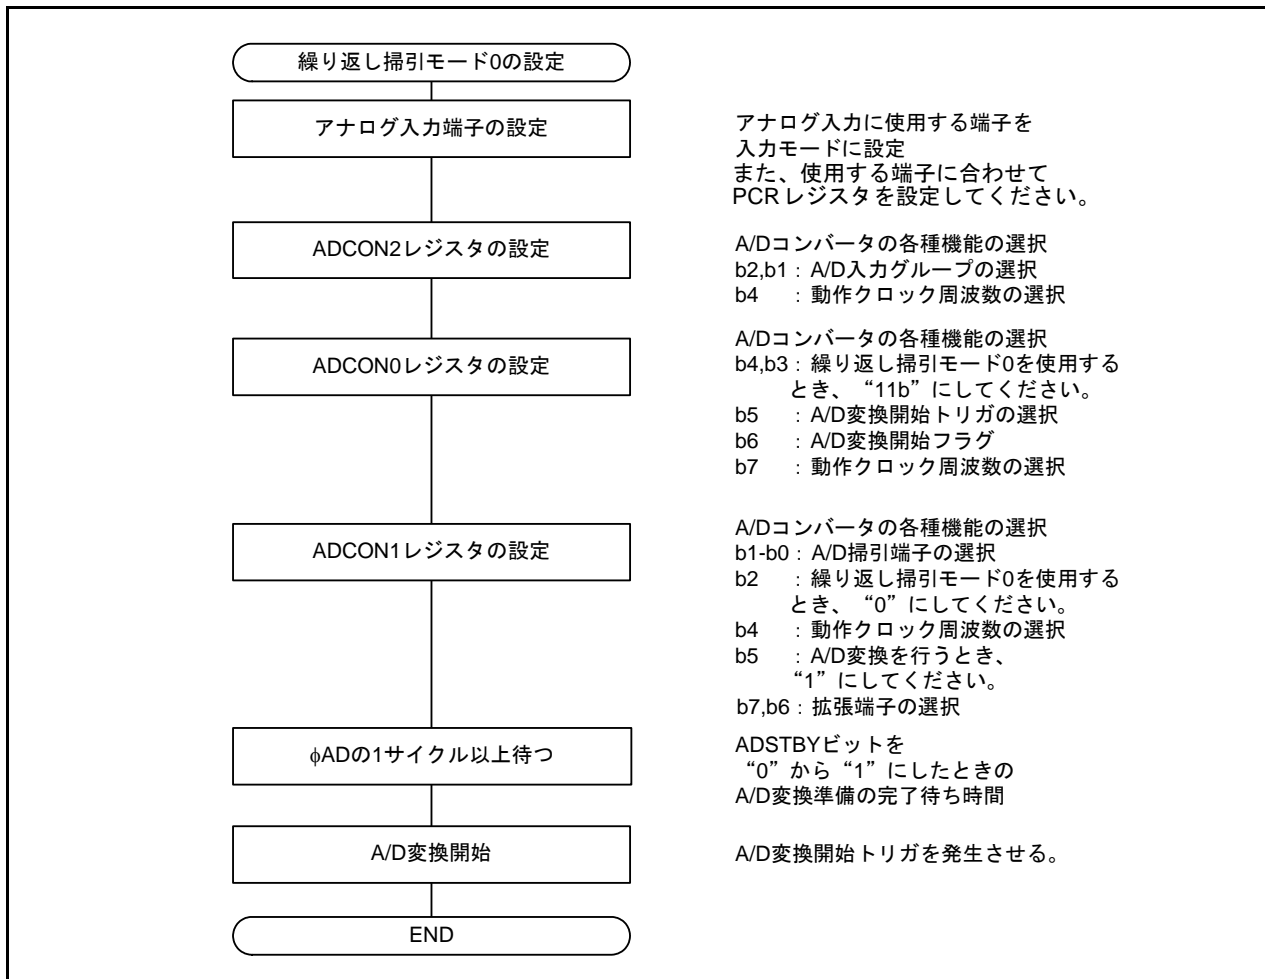 繰り返し掃引モード0の設定
アナログ入力端子の設定
アナログ入力に使用する端子を
入力モードに設定
また、使用する端子に合わせて
PCRレジスタを設定してください。
ADCON2レジスタの設定
A/Dコンバータの各種機能の選択
b2,b1：A/D入力グループの選択
b4　：動作クロック周波数の選択
ADCON0レジスタの設定
A/Dコンバータの各種機能の選択
b4,b3：繰り返し掃引モード0を使用する
とき、“11b”にしてください。
b5　：A/D変換開始トリガの選択
b6　：A/D変換開始フラグ
b7　：動作クロック周波数の選択
ADCON1レジスタの設定
A/Dコンバータの各種機能の選択
b1-b0：A/D掃引端子の選択
b2　：繰り返し掃引モード0を使用する
とき、“0”にしてください。
b4　：動作クロック周波数の選択
b5　：A/D変換を行うとき、
“1”にしてください。
b7,b6：拡張端子の選択
φADの1サイクル以上待つ
ADSTBYビットを
“0”から“1”にしたときの
A/D変換準備の完了待ち時間
A/D変換開始
A/D変換開始トリガを発生させる。
END